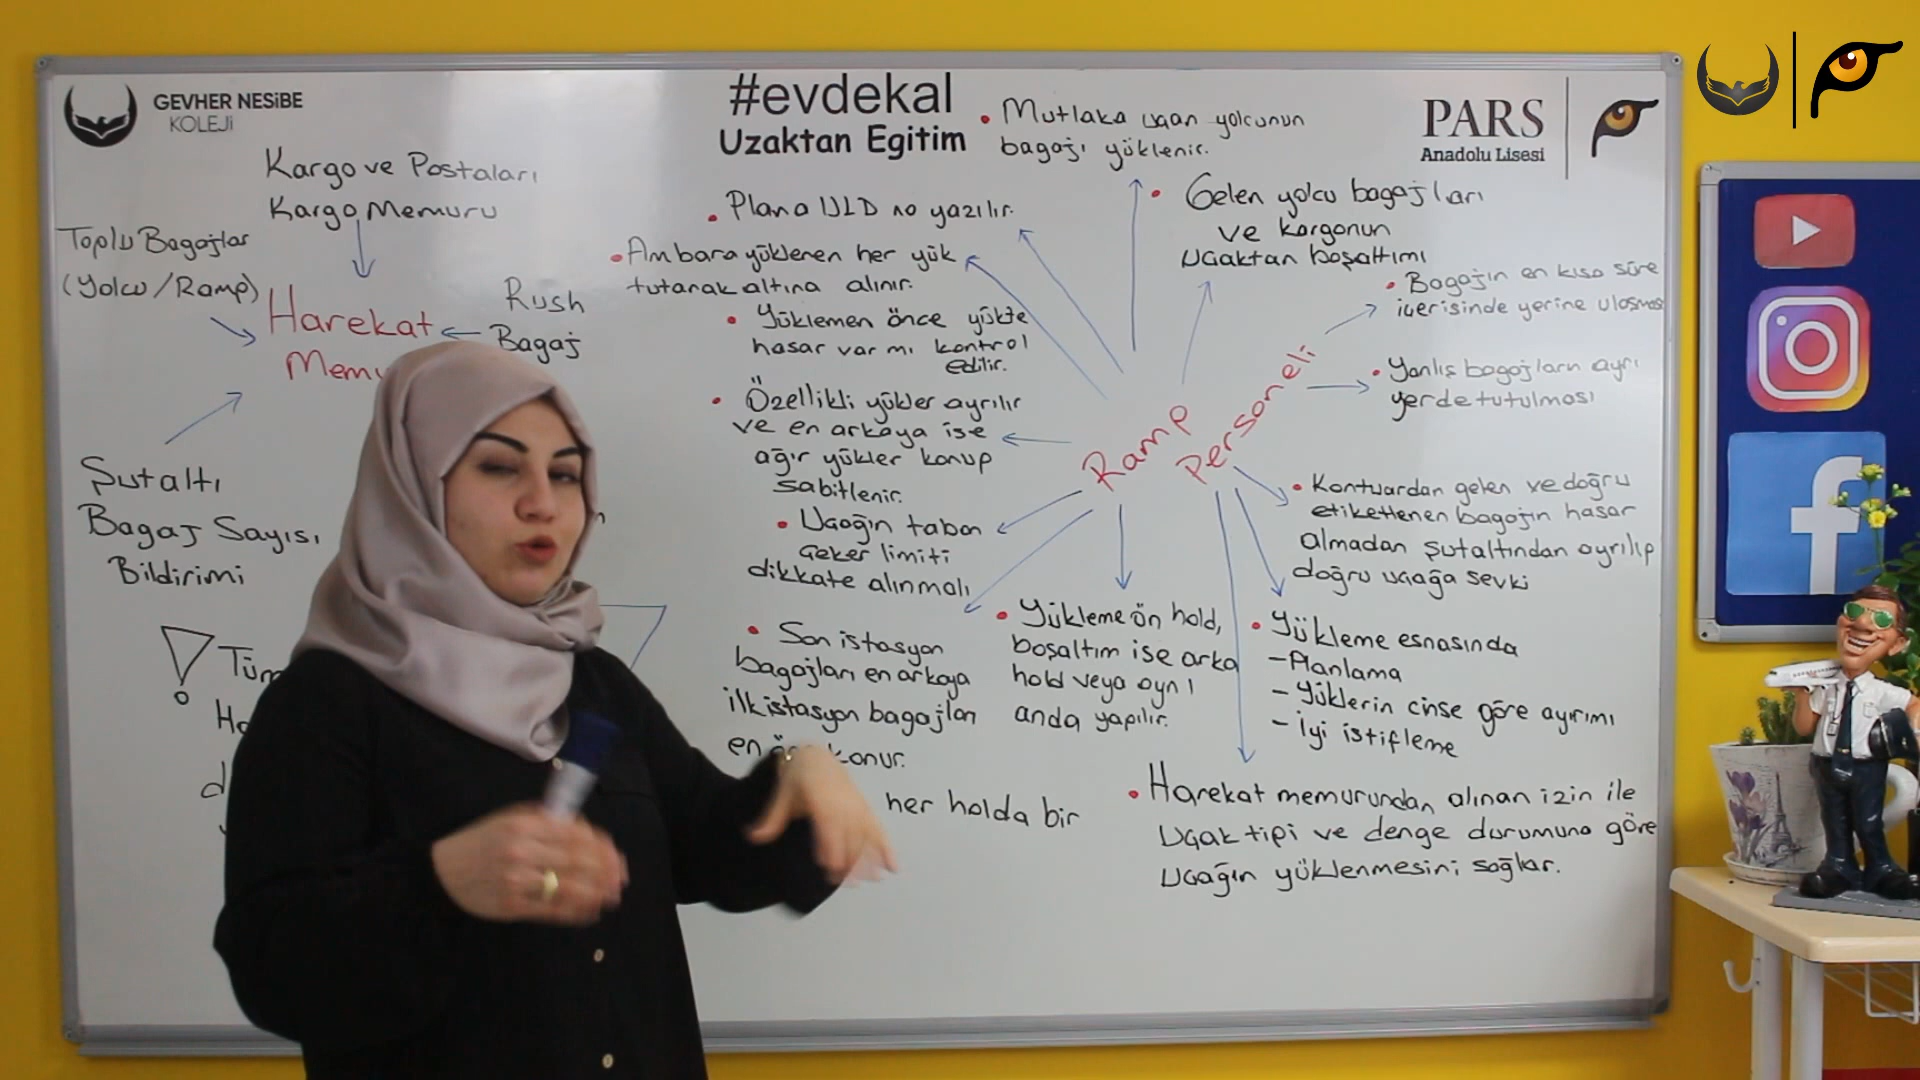 GEVHER NESİBE
KOLEJİ
#evdekal
Uzaktan Egitim
PARS
Anadolu Lisesi
Kargo ve Postaları
Kargo Memuru
Toplu Bagajlar
(Yolcu/Ramp)
Harekat
Rush
Bagaj
Şutaltı
Bagaj Sayısı
Bildirimi
• Mutlaka uçan yolcunun
bagajı yüklenir.
• Plana ULD no yazılır.
• Ambara yüklenen her yük
tutarak altına alınır.
• Yüklemen önce yükte
hasar var mı kontrol
edilir.
• Özellikli yükler ayrılır
ve en arkaya ise
ağır yükler konup
sabitlenir.
• Uçağın taban
çeker limiti
dikkate alınmalı
• Son istasyon
bagajları en arkaya
ilk istasyon bagajları
en konur.
her holda bir
Ramp
Personeli
• Gelen yolcu bagajları
ve kargonun
uçaktan boşaltımı
• Bagajın en kısa süre
içerisinde yerine ulaşması
• Yanlış bagajların ayrı
yerde tutulması
• Kontuardan gelen ve doğru
etiketlenen bagajın hasar
almadan şutaltından ayrılıp
doğru uçağa sevki
• Yükleme ön hold,
boşaltım ise arka
hold veya aynı
anda yapılır.
• Yükleme esnasında
- Planlama
- Yüklerin cinse göre ayırımı
- İyi istifleme
• Harekat memurundan alınan izin ile
uçak tipi ve denge durumuna göre
uçağın yüklenmesini sağlar.